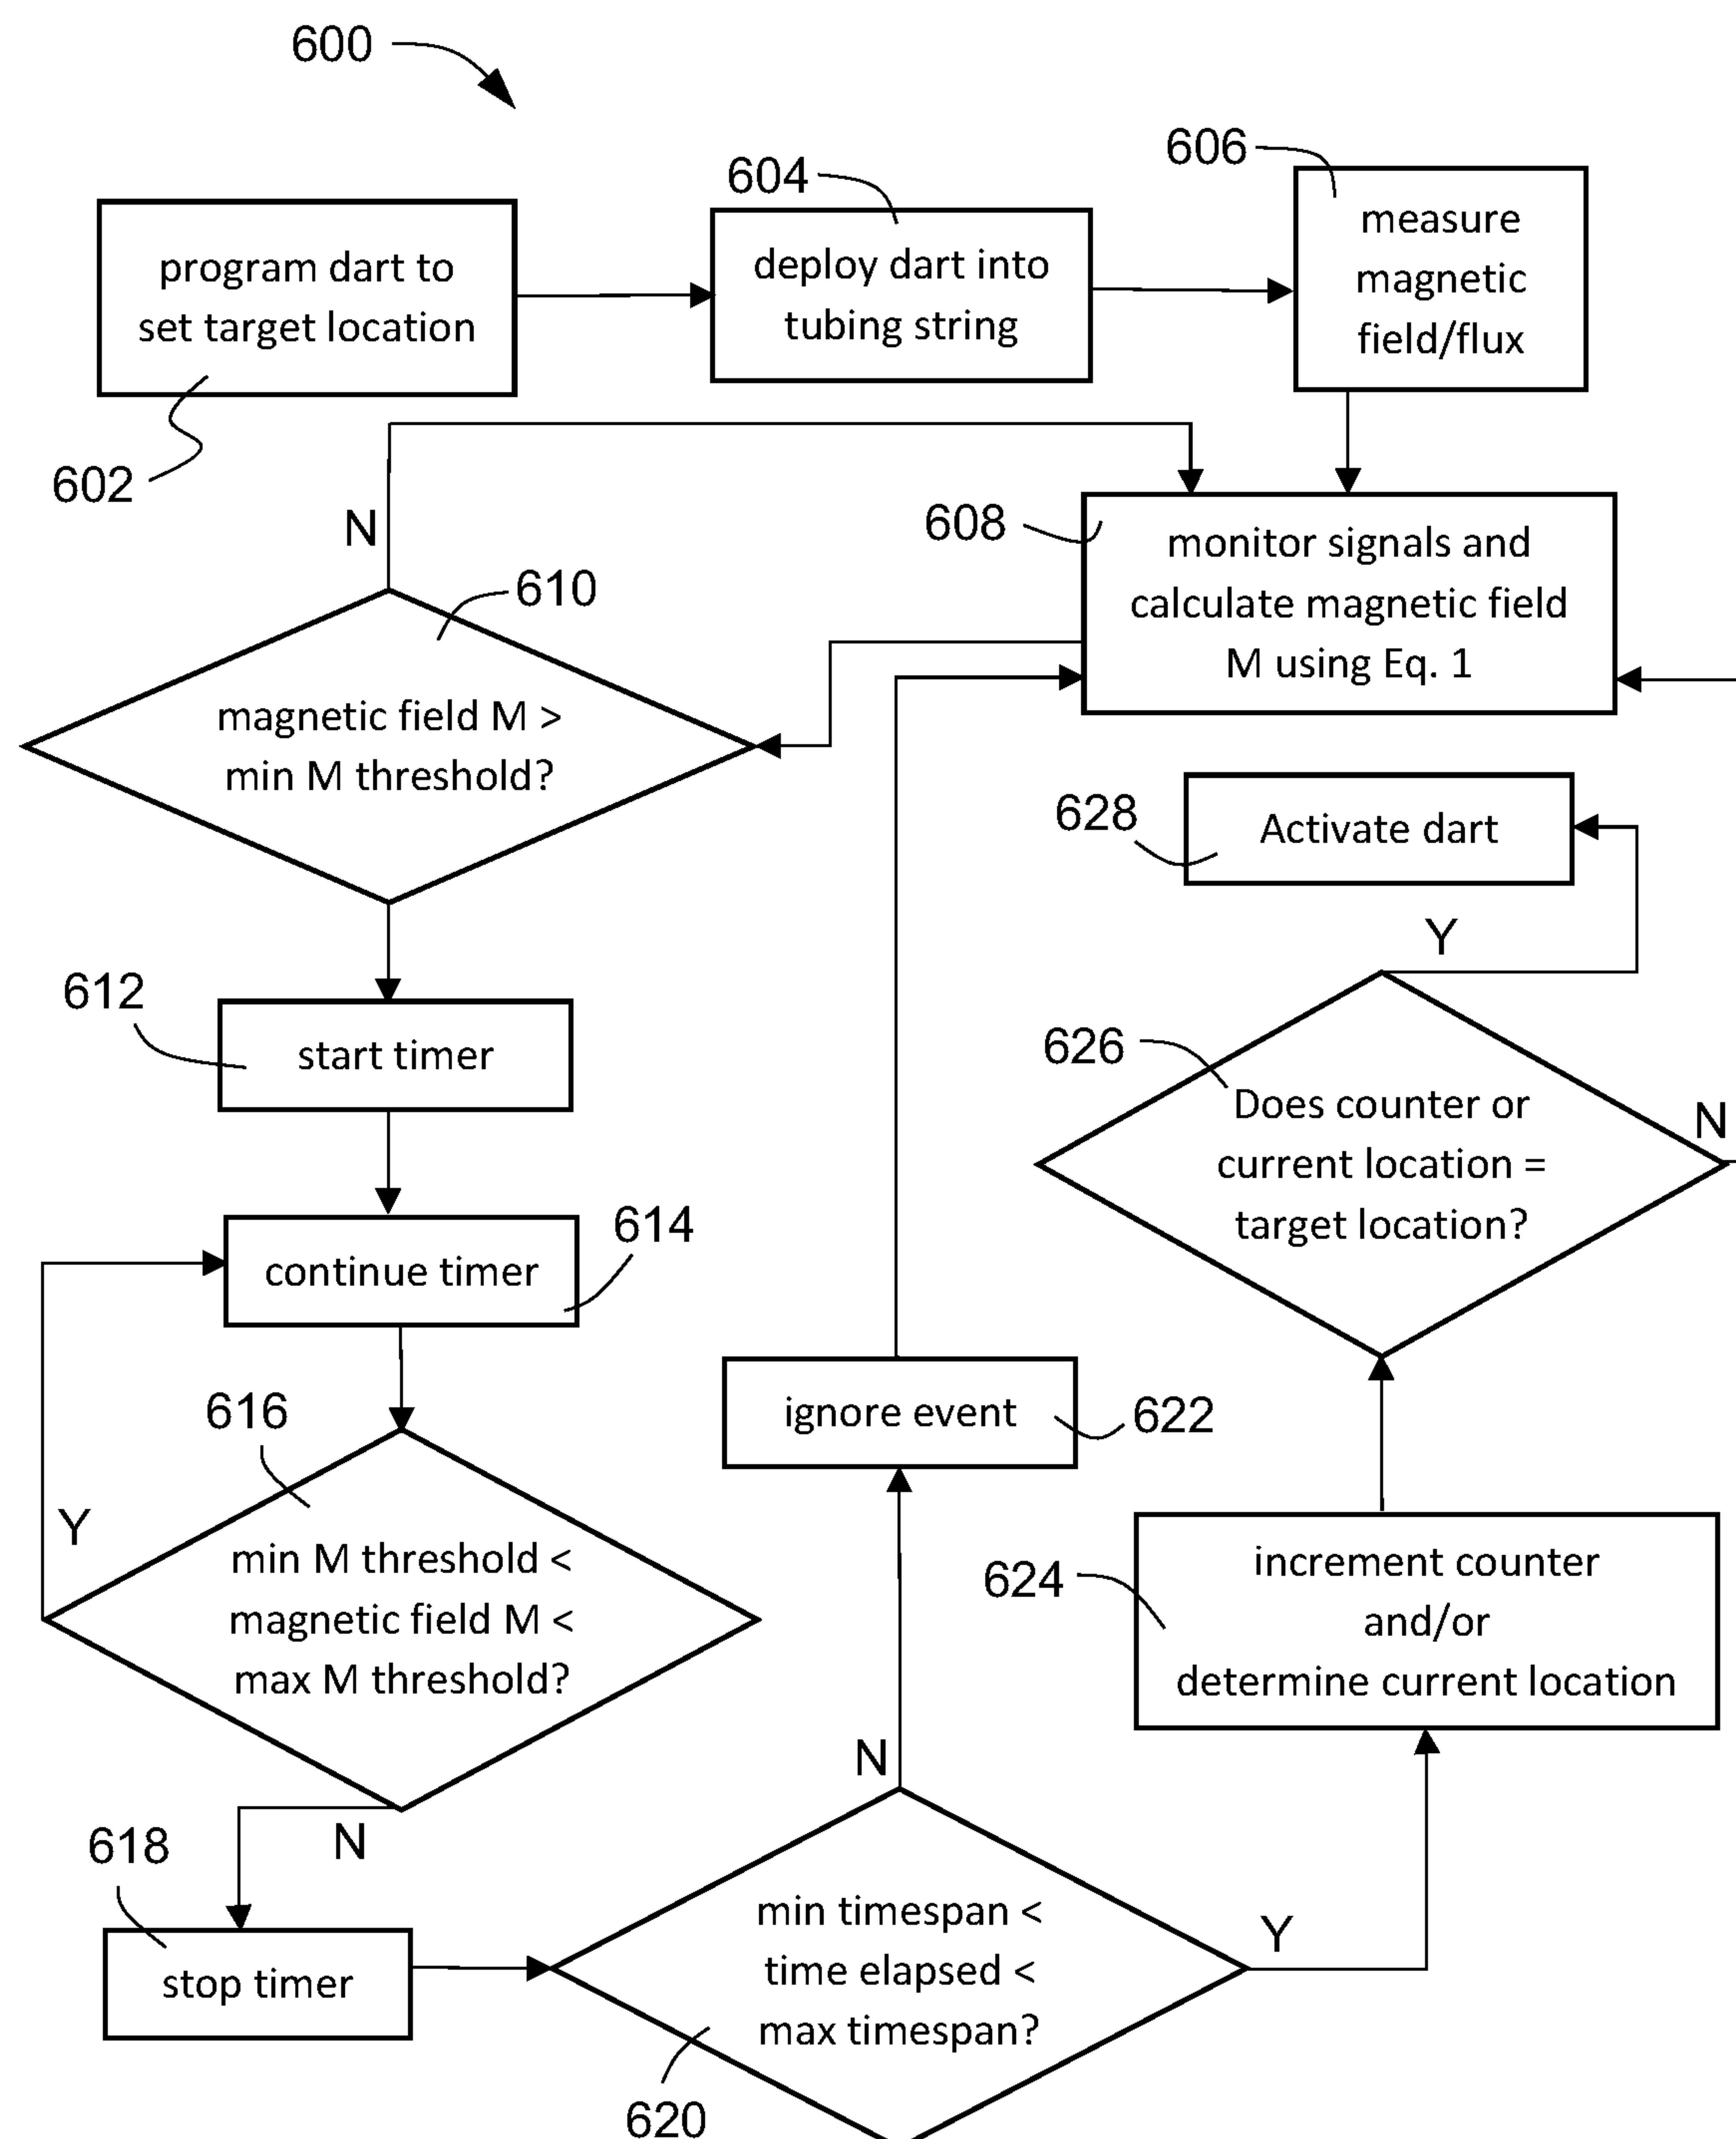 600
602
program dart to
set target location
604
deploy dart into
tubing string
606
measure
magnetic
field/flux
608
monitor signals and
calculate magnetic field
M using Eq. 1
N
610
magnetic field M >
min M threshold?
612
start timer
614
continue timer
616
min M threshold <
magnetic field M <
max M threshold?
Y
N
618
stop timer
620
min timespan <
time elapsed <
max timespan?
N
Y
622
ignore event
624
increment counter
and/or
determine current location
626
Does counter or
current location =
target location?
Y
N
628
Activate dart